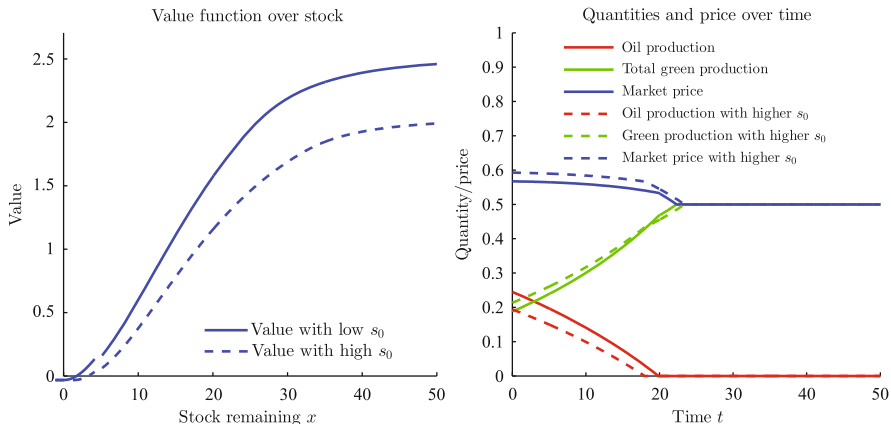 Value function over stock
Value
2.5
2
1.5
1
0.5
0
0
10
20
30
40
50
Stock remaining x
Value with low s₀
Value with high s₀
Quantities and price over time
Quantity/price
1
0.9
0.8
0.7
0.6
0.5
0.4
0.3
0.2
0.1
0
0
10
20
30
40
50
Time t
Oil production
Total green production
Market price
Oil production with higher s₀
Green production with higher s₀
Market price with higher s₀